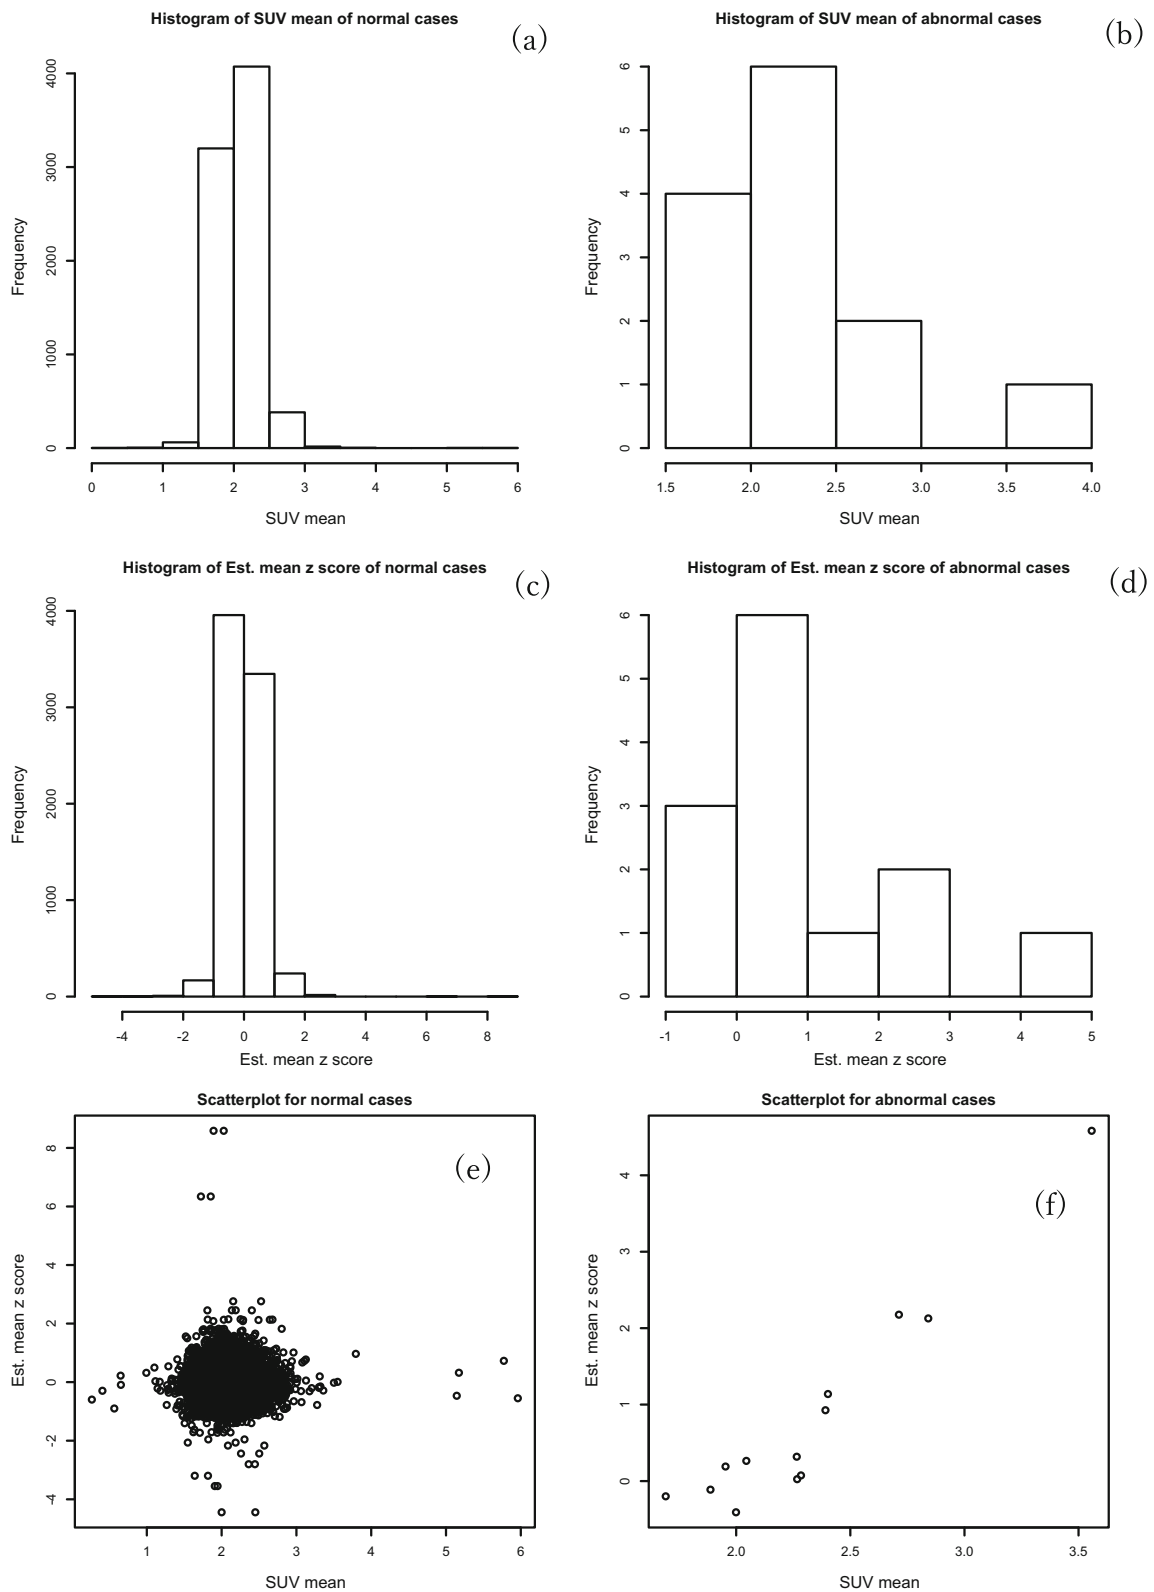 Histogram of SUV mean of normal cases
(a)
Frequency
0 1000 2000 3000 4000
0 1 2 3 4 5 6
SUV mean
Histogram of SUV mean of abnormal cases
(b)
Frequency
0 1 2 3 4 5 6
1.5 2.0 2.5 3.0 3.5 4.0
SUV mean
Histogram of Est. mean z score of normal cases
(c)
Frequency
0 1000 2000 3000 4000
-4 -2 0 2 4 6 8
Est. mean z score
Histogram of Est. mean z score of abnormal cases
(d)
Frequency
0 1 2 3 4 5 6
-1 0 1 2 3 4 5
Est. mean z score
Scatterplot for normal cases
(e)
Est. mean z score
-4 -2 0 2 4 6 8
1 2 3 4 5 6
SUV mean
Scatterplot for abnormal cases
(f)
Est. mean z score
0 1 2 3 4
2.0 2.5 3.0 3.5
SUV mean